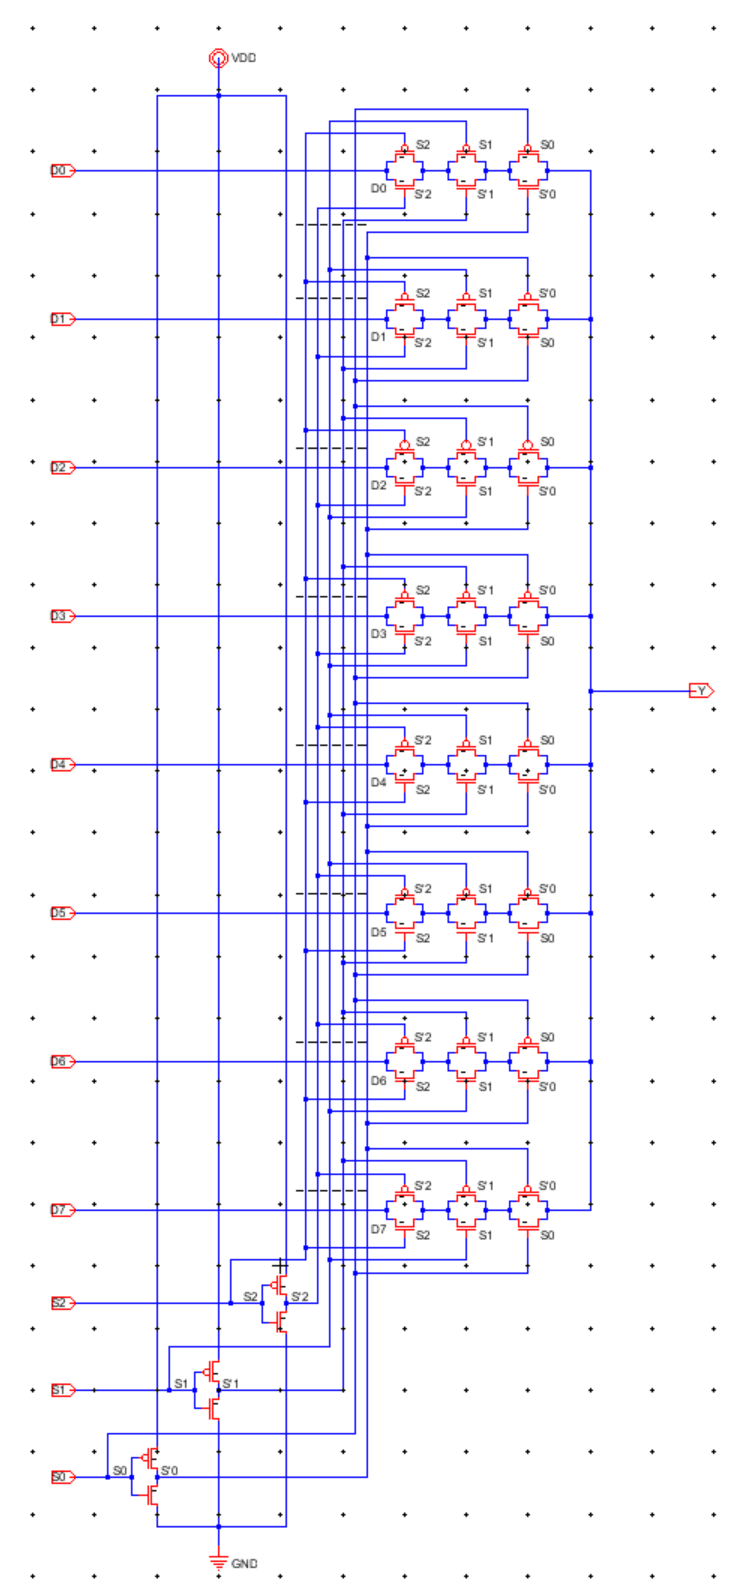 VDD
S2 S1 S0
D0
D0 S'2 S'1 S'0
S2 S1 S'0
D1
D1 S'2 S'1 S0
S2 S'1 S0
D2
D2 S'2 S1 S'0
S2 S'1 S'0
D3
D3 S'2 S1 S0
Y
S'2 S1 S0
D4
D4 S2 S'1 S'0
S'2 S1 S'0
D5
D5 S2 S'1 S0
S'2 S'1 S0
D6
D6 S2 S1 S'0
S'2 S'1 S'0
D7
D7 S2 S1 S0
S2 S2 S'2
S1 S1 S'1
S0 S0 S'0
GND